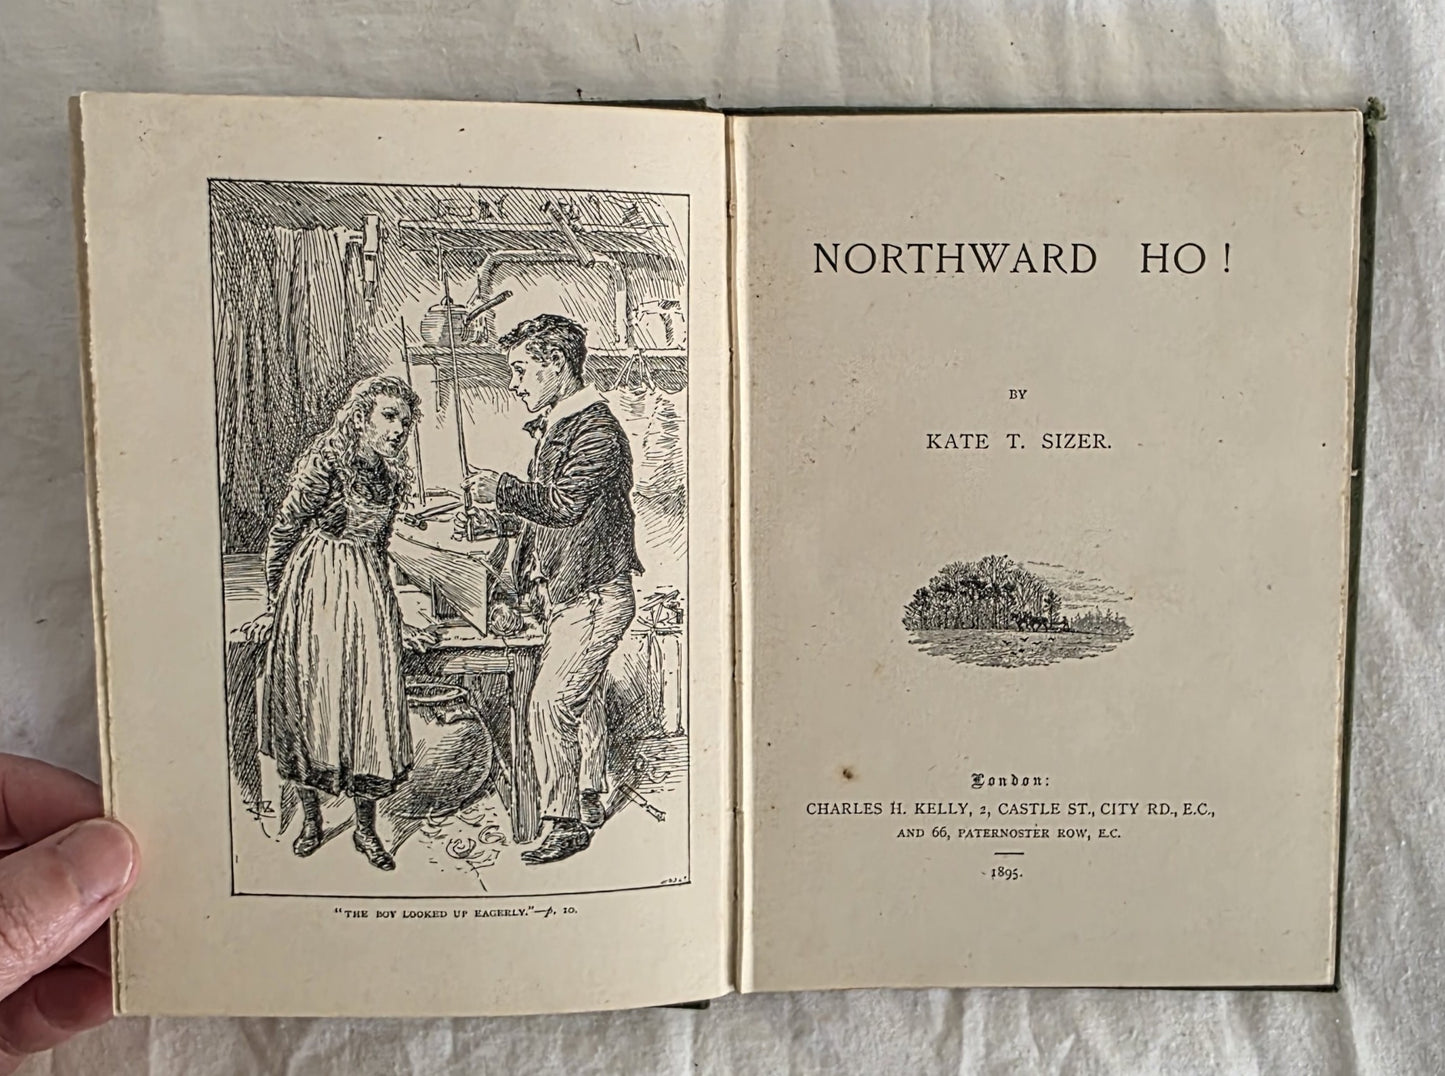 "THE BOY LOOKED UP EAGERLY."—p. 10.
NORTHWARD HO!
BY
KATE T. SIZER.
London:
CHARLES H. KELLY, 2, CASTLE ST., CITY RD., E.C.,
AND 66, PATERNOSTER ROW, E.C.
1895.